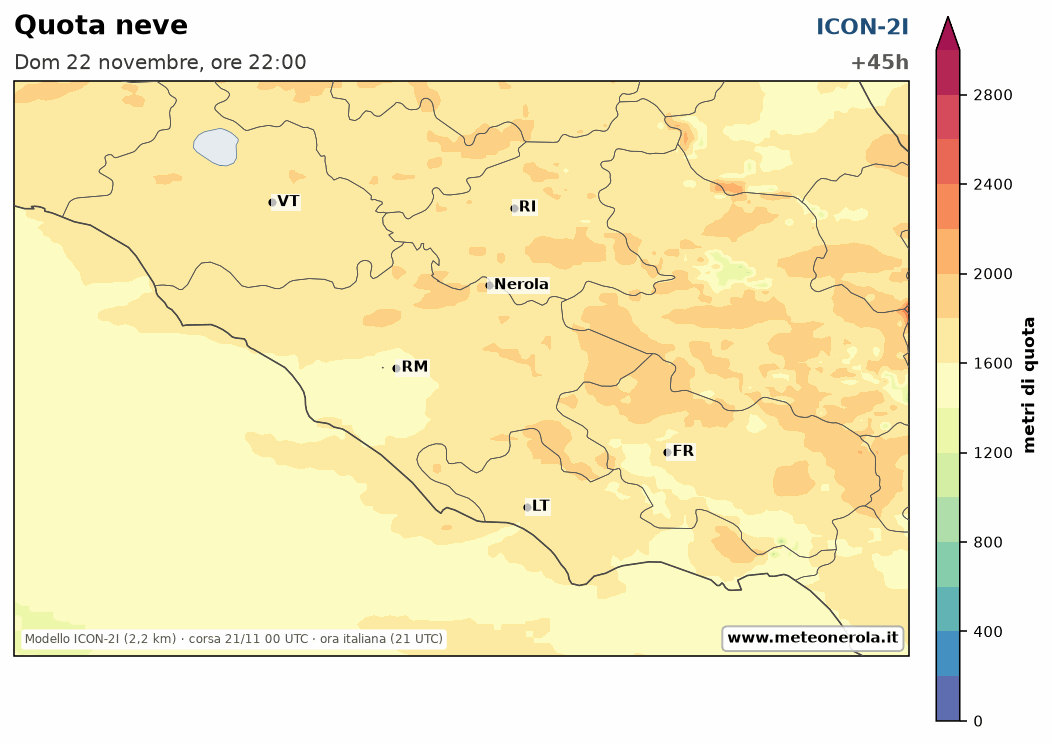 Quota neve
ICON-2I
Dom 22 novembre, ore 22:00
+45h
2800
2400
2000
1600
1200
800
400
0
metri di quota
VT
RI
Nerola
RM
FR
LT
Modello ICON-2I (2,2 km) · corsa 21/11 00 UTC · ora italiana (21 UTC)
www.meteonerola.it